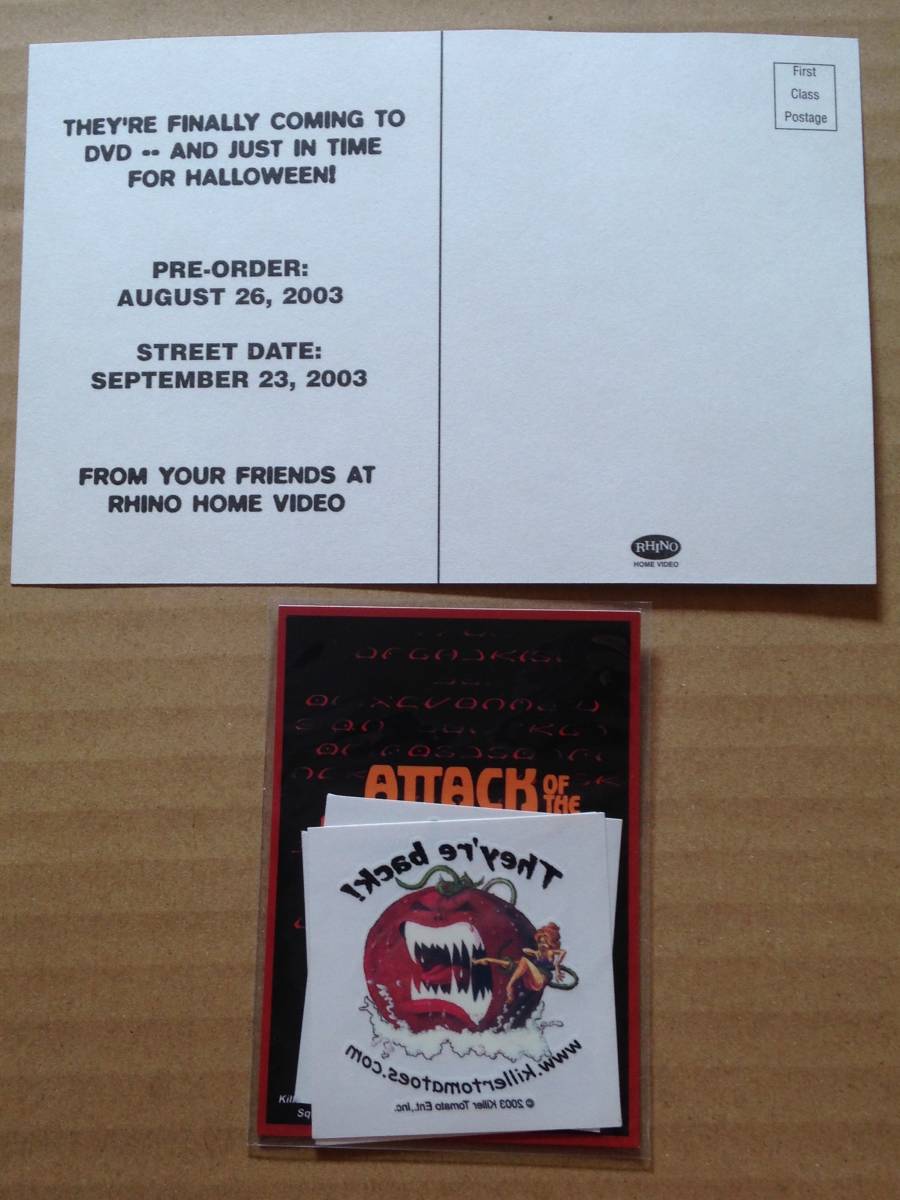 THEY'RE FINALLY COMING TO
DVD -- AND JUST IN TIME
FOR HALLOWEEN!
PRE-ORDER:
AUGUST 26, 2003
STREET DATE:
SEPTEMBER 23, 2003
FROM YOUR FRIENDS AT
RHINO HOME VIDEO
First
Class
Postage
RHINO
HOME VIDEO
ATTACK OF
THE
They're back!
www.killertomatoes.com
© 2003 Killer Tomato Ent., Inc.